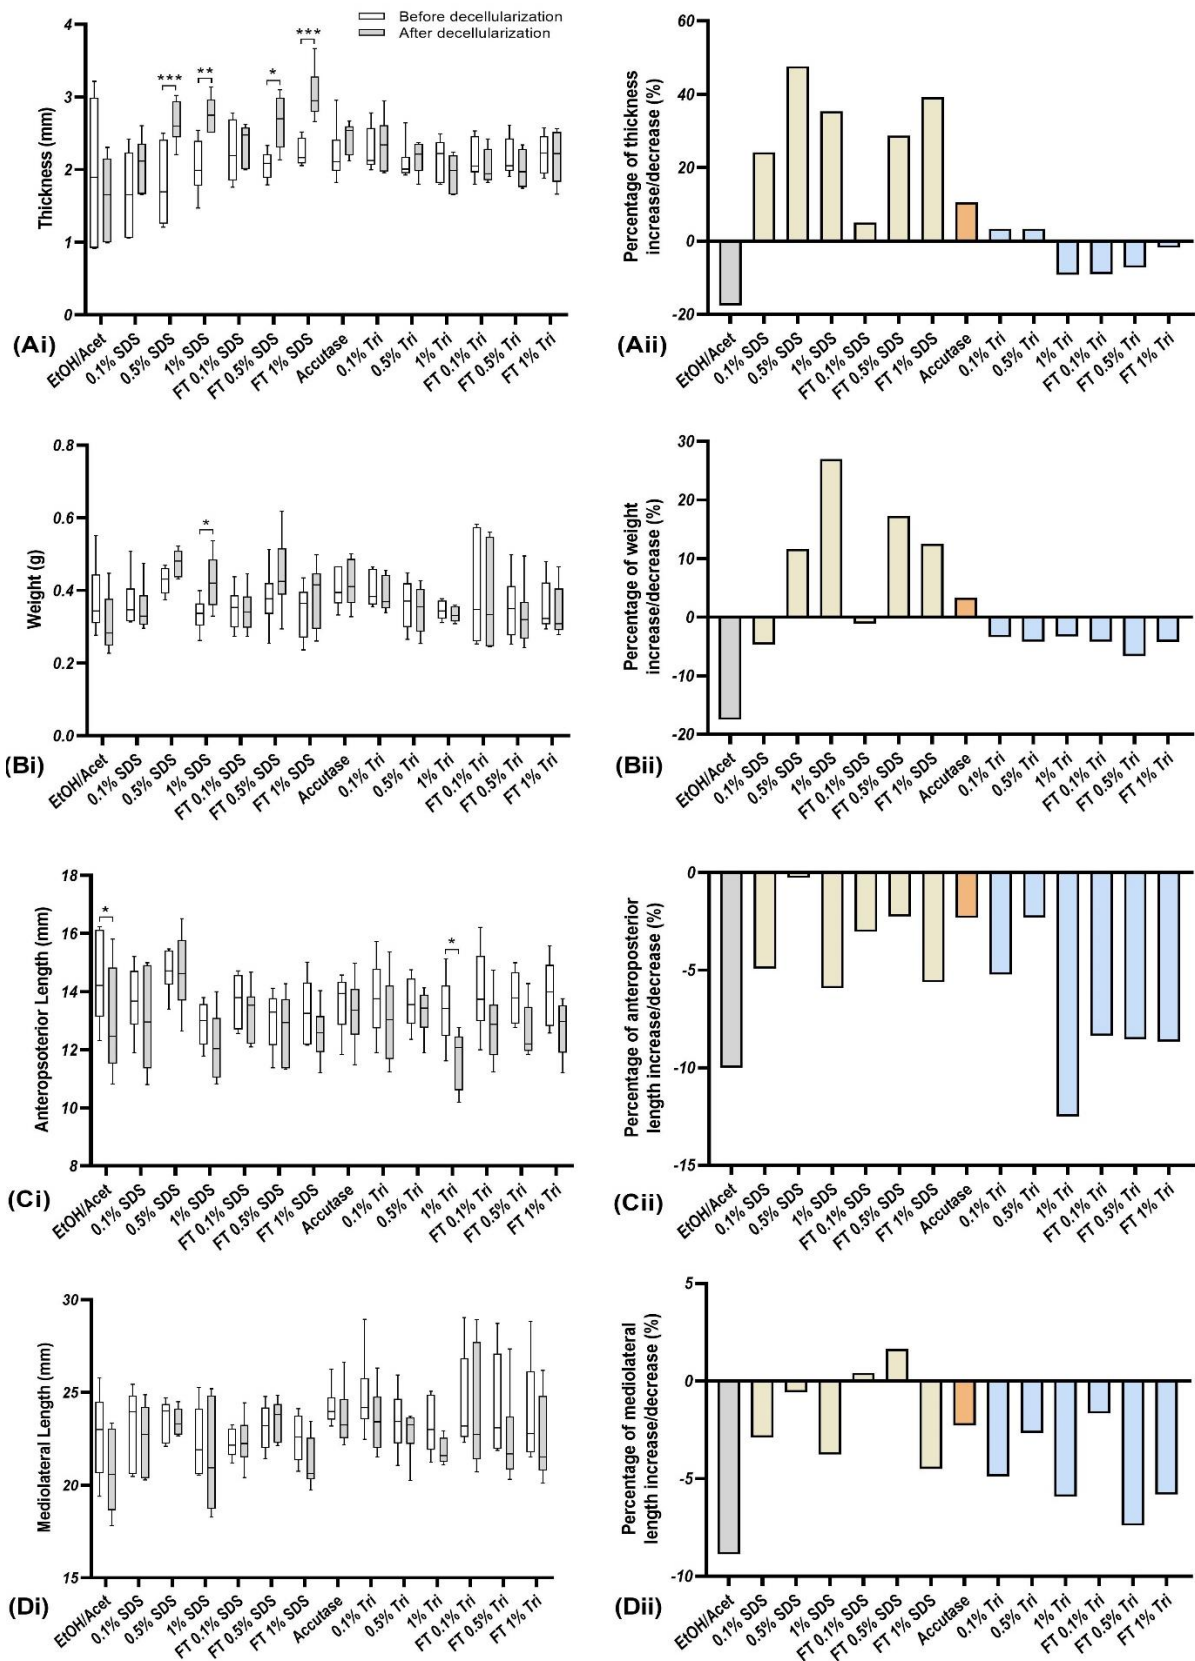 Before decellularization
After decellularization
Thickness (mm)
4
3
2
1
0
***
**
*
***
EtOH/Acet
0.1% SDS
0.5% SDS
1% SDS
FT 0.1% SDS
FT 0.5% SDS
FT 1% SDS
Accutase
0.1% Tri
0.5% Tri
1% Tri
FT 0.1% Tri
FT 0.5% Tri
FT 1% Tri
(Ai)
Percentage of thickness
increase/decrease (%)
60
40
20
0
-20
EtOH/Acet
0.1% SDS
0.5% SDS
1% SDS
FT 0.1% SDS
FT 0.5% SDS
FT 1% SDS
Accutase
0.1% Tri
0.5% Tri
1% Tri
FT 0.1% Tri
FT 0.5% Tri
FT 1% Tri
(Aii)
Weight (g)
0.8
0.6
0.4
0.2
0.0
*
EtOH/Acet
0.1% SDS
0.5% SDS
1% SDS
FT 0.1% SDS
FT 0.5% SDS
FT 1% SDS
Accutase
0.1% Tri
0.5% Tri
1% Tri
FT 0.1% Tri
FT 0.5% Tri
FT 1% Tri
(Bi)
Percentage of weight
increase/decrease (%)
30
20
10
0
-10
-20
EtOH/Acet
0.1% SDS
0.5% SDS
1% SDS
FT 0.1% SDS
FT 0.5% SDS
FT 1% SDS
Accutase
0.1% Tri
0.5% Tri
1% Tri
FT 0.1% Tri
FT 0.5% Tri
FT 1% Tri
(Bii)
Anteropsoterior Length (mm)
18
16
14
12
10
8
*
*
EtOH/Acet
0.1% SDS
0.5% SDS
1% SDS
FT 0.1% SDS
FT 0.5% SDS
FT 1% SDS
Accutase
0.1% Tri
0.5% Tri
1% Tri
FT 0.1% Tri
FT 0.5% Tri
FT 1% Tri
(Ci)
Percentage of anteroposterior
length increase/decrease (%)
0
-5
-10
-15
EtOH/Acet
0.1% SDS
0.5% SDS
1% SDS
FT 0.1% SDS
FT 0.5% SDS
FT 1% SDS
Accutase
0.1% Tri
0.5% Tri
1% Tri
FT 0.1% Tri
FT 0.5% Tri
FT 1% Tri
(Cii)
Mediolateral Length (mm)
30
25
20
15
EtOH/Acet
0.1% SDS
0.5% SDS
1% SDS
FT 0.1% SDS
FT 0.5% SDS
FT 1% SDS
Accutase
0.1% Tri
0.5% Tri
1% Tri
FT 0.1% Tri
FT 0.5% Tri
FT 1% Tri
(Di)
Percentage of mediolateral
length increase/decrease (%)
5
0
-5
-10
EtOH/Acet
0.1% SDS
0.5% SDS
1% SDS
FT 0.1% SDS
FT 0.5% SDS
FT 1% SDS
Accutase
0.1% Tri
0.5% Tri
1% Tri
FT 0.1% Tri
FT 0.5% Tri
FT 1% Tri
(Dii)